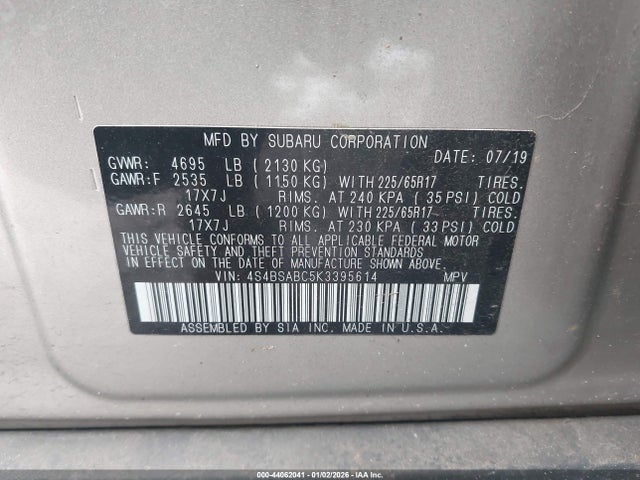 MFD BY SUBARU CORPORATION
GVWR: 4695 LB ( 2130 KG) DATE: 07/19
GAWR:F 2535 LB ( 1150 KG) WITH 225/65R17 TIRES.
17X7J RIMS. AT 240 KPA ( 35 PSI) COLD
GAWR:R 2645 LB ( 1200 KG) WITH 225/65R17 TIRES.
17X7J RIMS. AT 230 KPA ( 33 PSI) COLD
THIS VEHICLE CONFORMS TO ALL APPLICABLE FEDERAL MOTOR
VEHICLE SAFETY AND THEFT PREVENTION STANDARDS
IN EFFECT ON THE DATE OF MANUFACTURE SHOWN ABOVE.
VIN: 4S4BSABC5K3395614 MPV
ASSEMBLED BY SIA INC. MADE IN U.S.A.
000-44062041 - 01/02/2026 - IAA Inc.